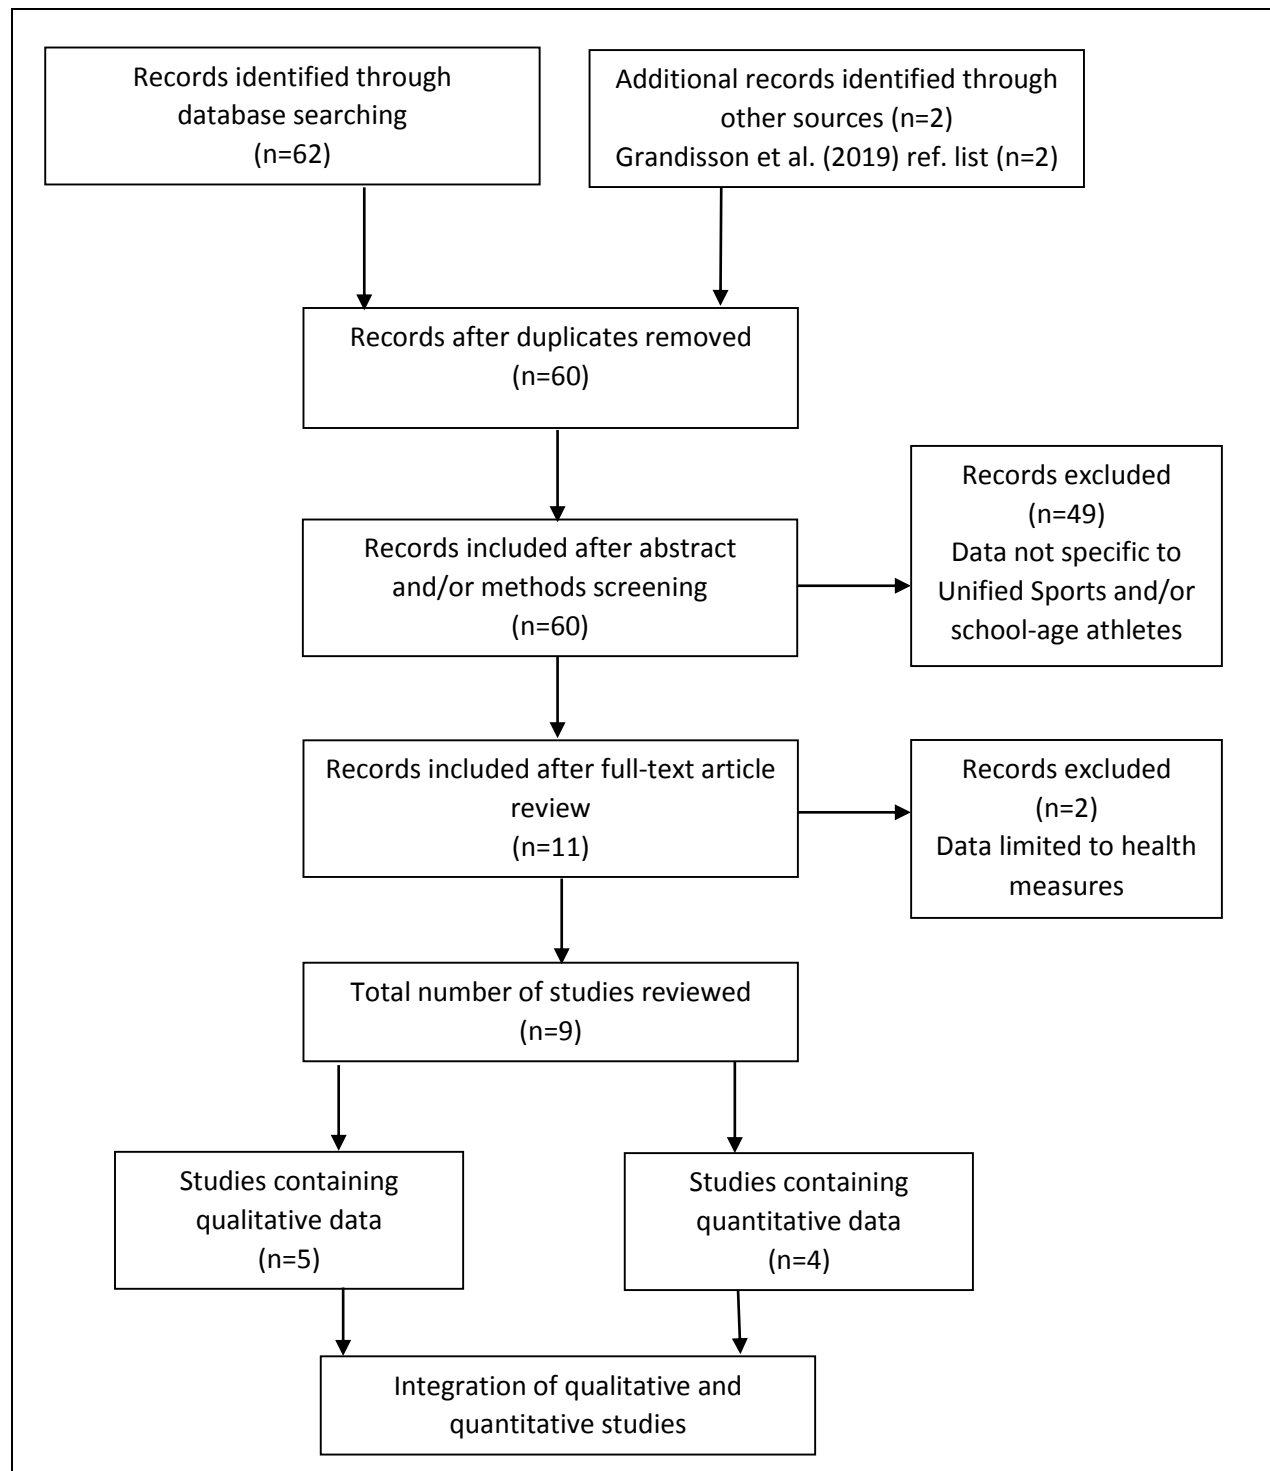 Records identified through
database searching
(n=62)
Additional records identified through
other sources (n=2)
Grandisson et al. (2019) ref. list (n=2)
Records after duplicates removed
(n=60)
Records included after abstract
and/or methods screening
(n=60)
Records excluded
(n=49)
Data not specific to
Unified Sports and/or
school-age athletes
Records included after full-text article
review
(n=11)
Records excluded
(n=2)
Data limited to health
measures
Total number of studies reviewed
(n=9)
Studies containing
qualitative data
(n=5)
Studies containing
quantitative data
(n=4)
Integration of qualitative and
quantitative studies